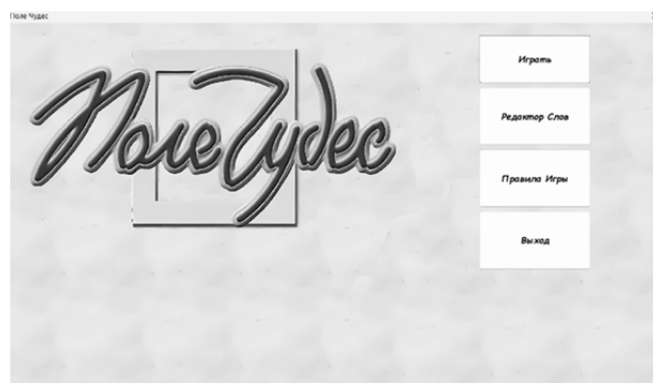 Поле Чудес
Поле Чудес
Играть
Редактор Слов
Правила Игры
Выход